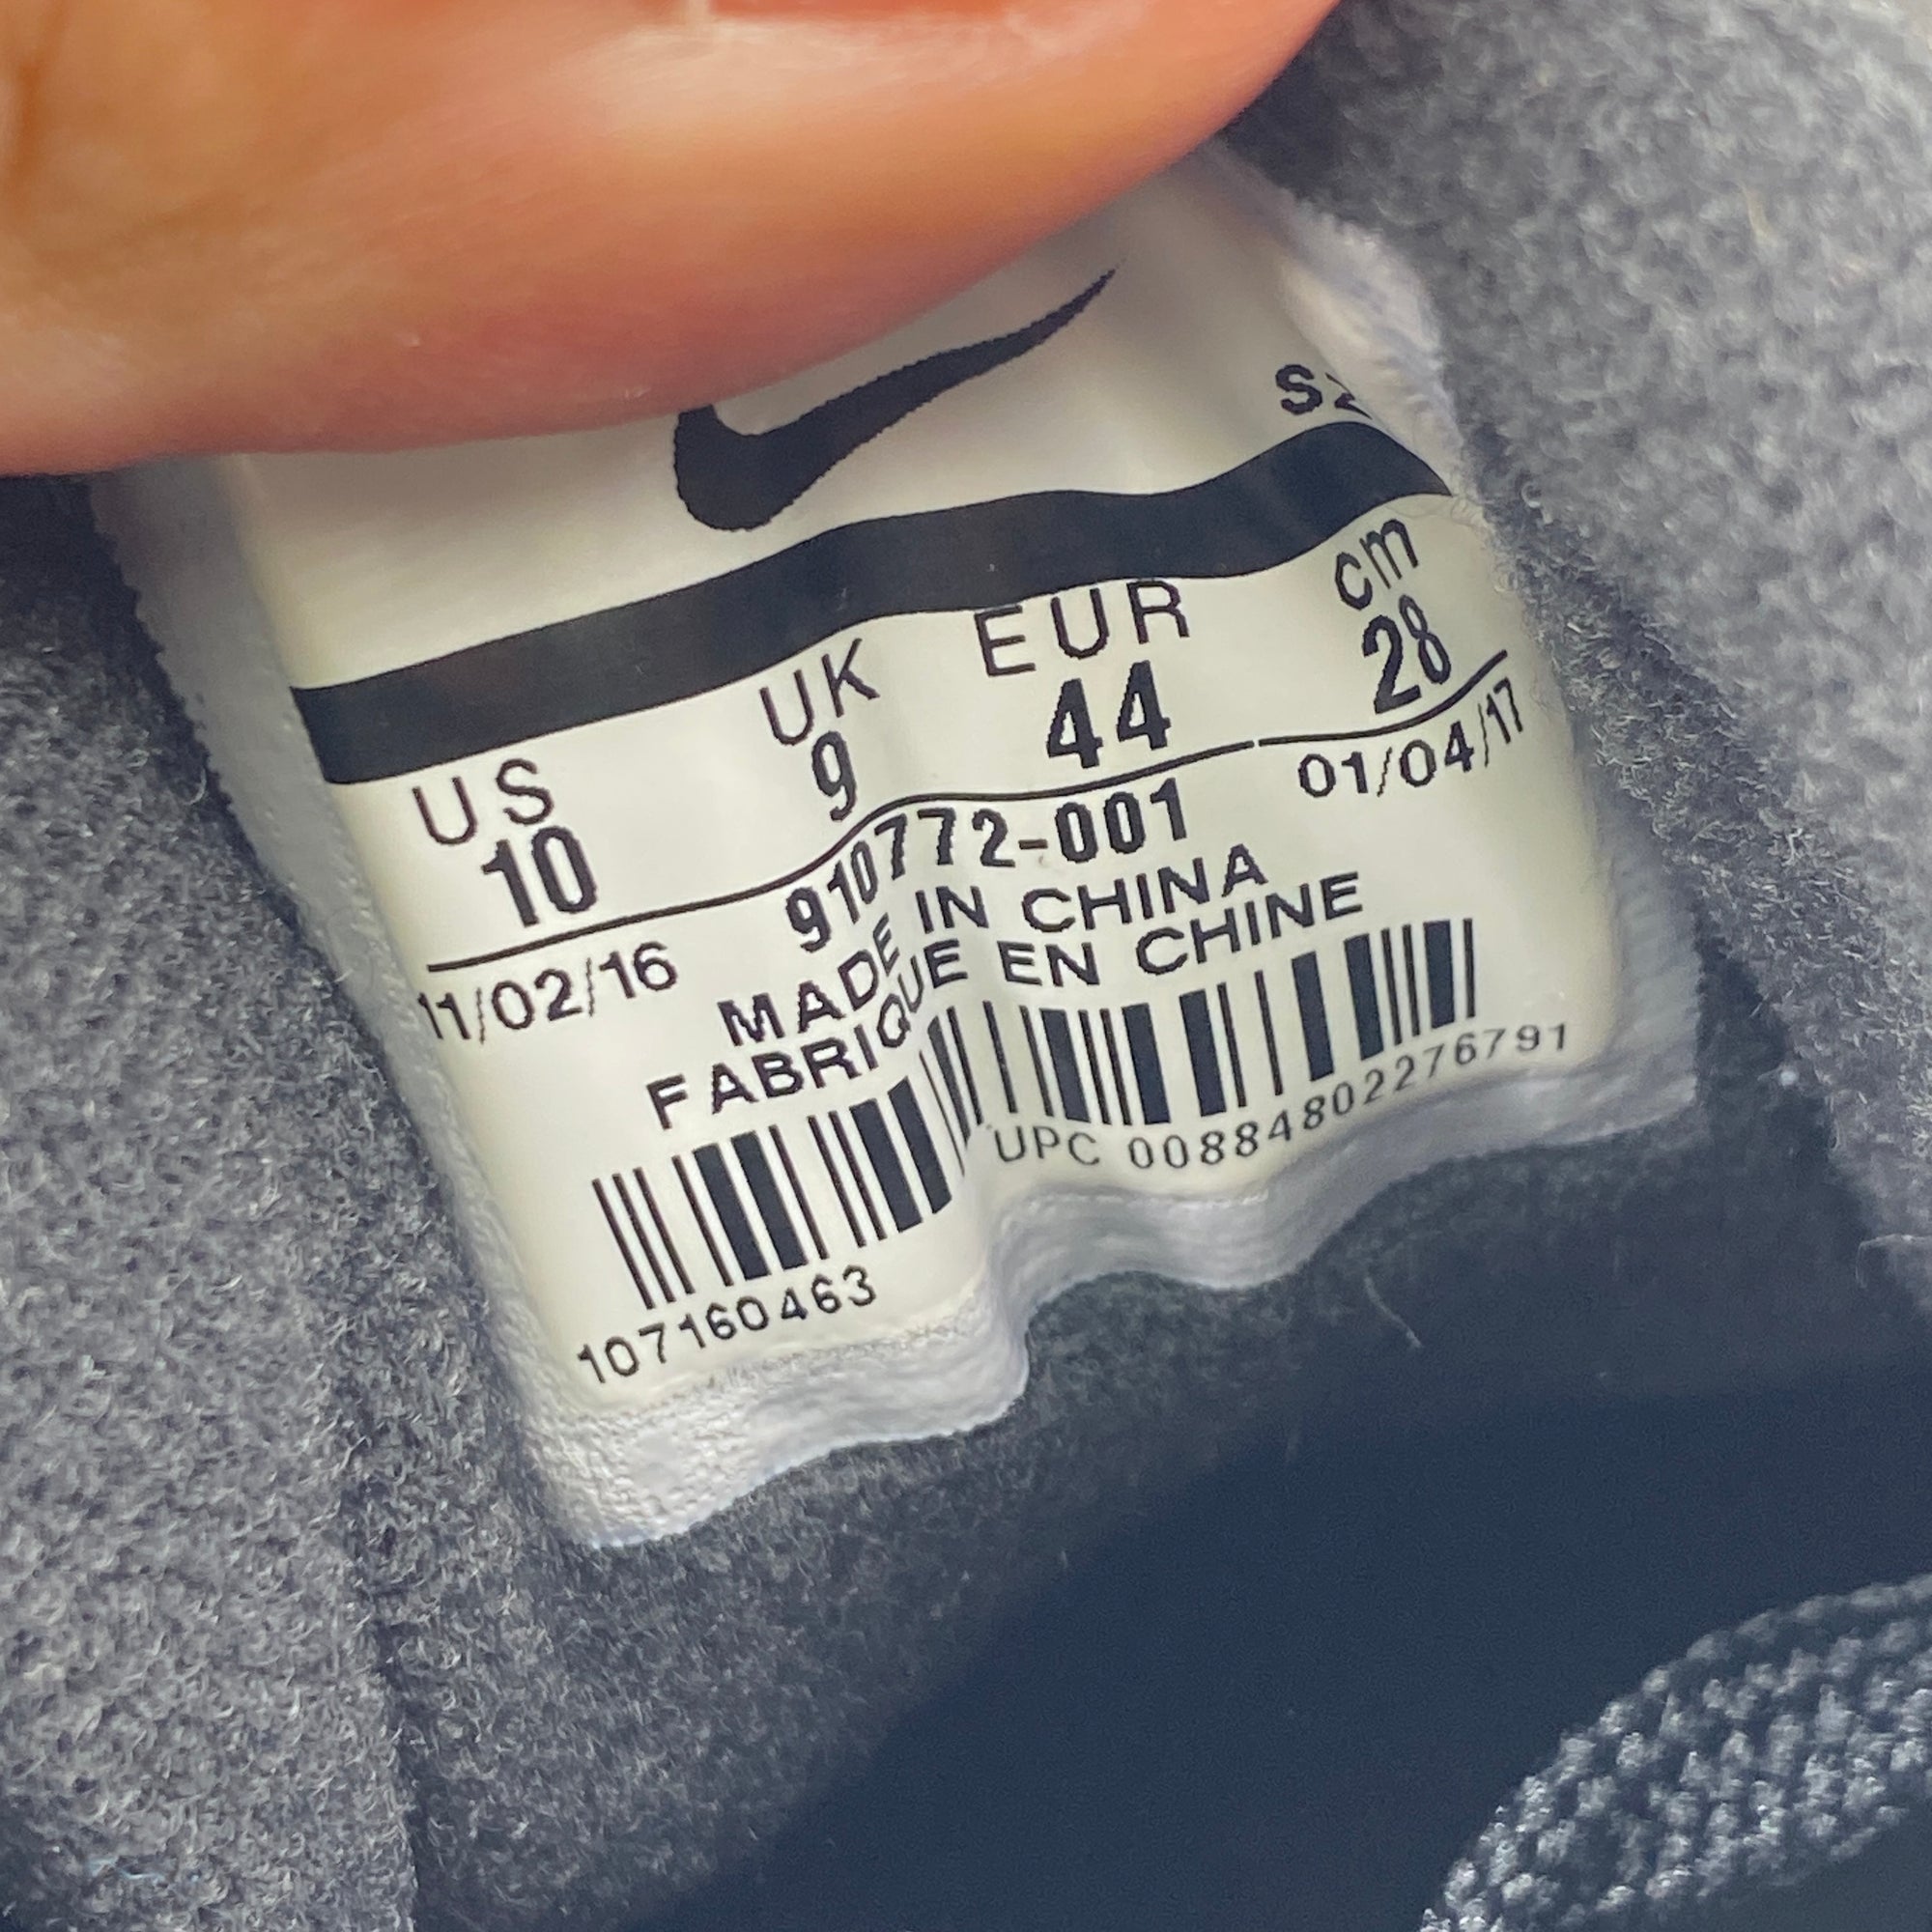 US UK EUR cm
10 9 44 28
11/02/16 910772-001 01/04/17
MADE IN CHINA
FABRIQUE EN CHINE
UPC 00884802276791
107160463